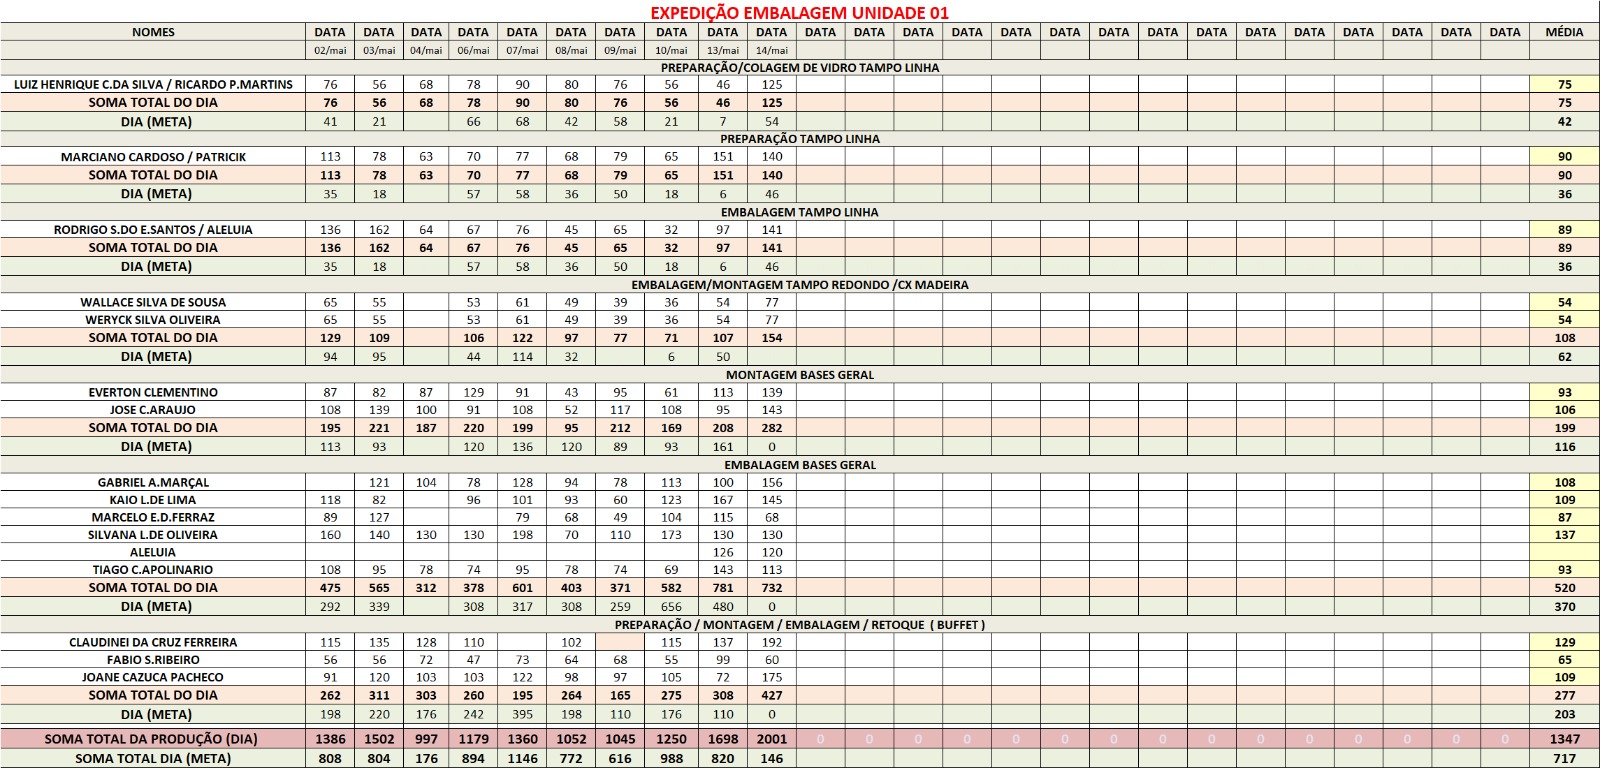 EXPEDIÇÃO EMBALAGEM UNIDADE 01
NOMES DATA DATA DATA DATA DATA DATA DATA DATA DATA DATA DATA DATA DATA DATA DATA DATA DATA DATA DATA DATA DATA DATA DATA DATA DATA MÉDIA
02/mai 03/mai 04/mai 06/mai 07/mai 08/mai 09/mai 10/mai 13/mai 14/mai
PREPARAÇÃO/COLAGEM DE VIDRO TAMPO LINHA
LUIZ HENRIQUE C.DA SILVA / RICARDO P.MARTINS 76 56 68 78 90 80 76 56 46 125 75
SOMA TOTAL DO DIA 76 56 68 78 90 80 76 56 46 125 75
DIA (META) 41 21 66 68 42 58 21 7 54 42
PREPARAÇÃO TAMPO LINHA
MARCIANO CARDOSO / PATRICIK 113 78 63 70 77 68 79 65 151 140 90
SOMA TOTAL DO DIA 113 78 63 70 77 68 79 65 151 140 90
DIA (META) 35 18 57 58 36 50 18 6 46 36
EMBALAGEM TAMPO LINHA
RODRIGO S.DO E.SANTOS / ALELUIA 136 162 64 67 76 45 65 32 97 141 89
SOMA TOTAL DO DIA 136 162 64 67 76 45 65 32 97 141 89
DIA (META) 35 18 57 58 36 50 18 6 46 36
EMBALAGEM/MONTAGEM TAMPO REDONDO /CX MADEIRA
WALLACE SILVA DE SOUSA 65 55 53 61 49 39 36 54 77 54
WERYCK SILVA OLIVEIRA 65 55 53 61 49 39 36 54 77 54
SOMA TOTAL DO DIA 129 109 106 122 97 77 71 107 154 108
DIA (META) 94 95 44 114 32 6 50 62
MONTAGEM BASES GERAL
EVERTON CLEMENTINO 87 82 87 129 91 43 95 61 113 139 93
JOSE C.ARAUJO 108 139 100 91 108 52 117 108 95 143 106
SOMA TOTAL DO DIA 195 221 187 220 199 95 212 169 208 282 199
DIA (META) 113 93 120 136 120 89 93 161 0 116
EMBALAGEM BASES GERAL
GABRIEL A.MARÇAL 121 104 78 128 94 78 113 100 156 108
KAIO L.DE LIMA 118 82 96 101 93 60 123 167 145 109
MARCELO E.D.FERRAZ 89 127 79 68 49 104 115 68 87
SILVANA L.DE OLIVEIRA 160 140 130 130 198 70 110 173 130 130 137
ALELUIA 126 120
TIAGO C.APOLINARIO 108 95 78 74 95 78 74 69 143 113 93
SOMA TOTAL DO DIA 475 565 312 378 601 403 371 582 781 732 520
DIA (META) 292 339 308 317 308 259 656 480 0 370
PREPARAÇÃO / MONTAGEM / EMBALAGEM / RETOQUE ( BUFFET )
CLAUDINEI DA CRUZ FERREIRA 115 135 128 110 102 115 137 192 129
FABIO S.RIBEIRO 56 56 72 47 73 64 68 55 99 60 65
JOANE CAZUCA PACHECO 91 120 103 103 122 98 97 105 72 175 109
SOMA TOTAL DO DIA 262 311 303 260 195 264 165 275 308 427 277
DIA (META) 198 220 176 242 395 198 110 176 110 0 203
SOMA TOTAL DA PRODUÇÃO (DIA) 1386 1502 997 1179 1360 1052 1045 1250 1698 2001 0 0 0 0 0 0 0 0 0 0 0 0 0 0 0 1347
SOMA TOTAL DIA (META) 808 804 176 894 1146 772 616 988 820 146 717